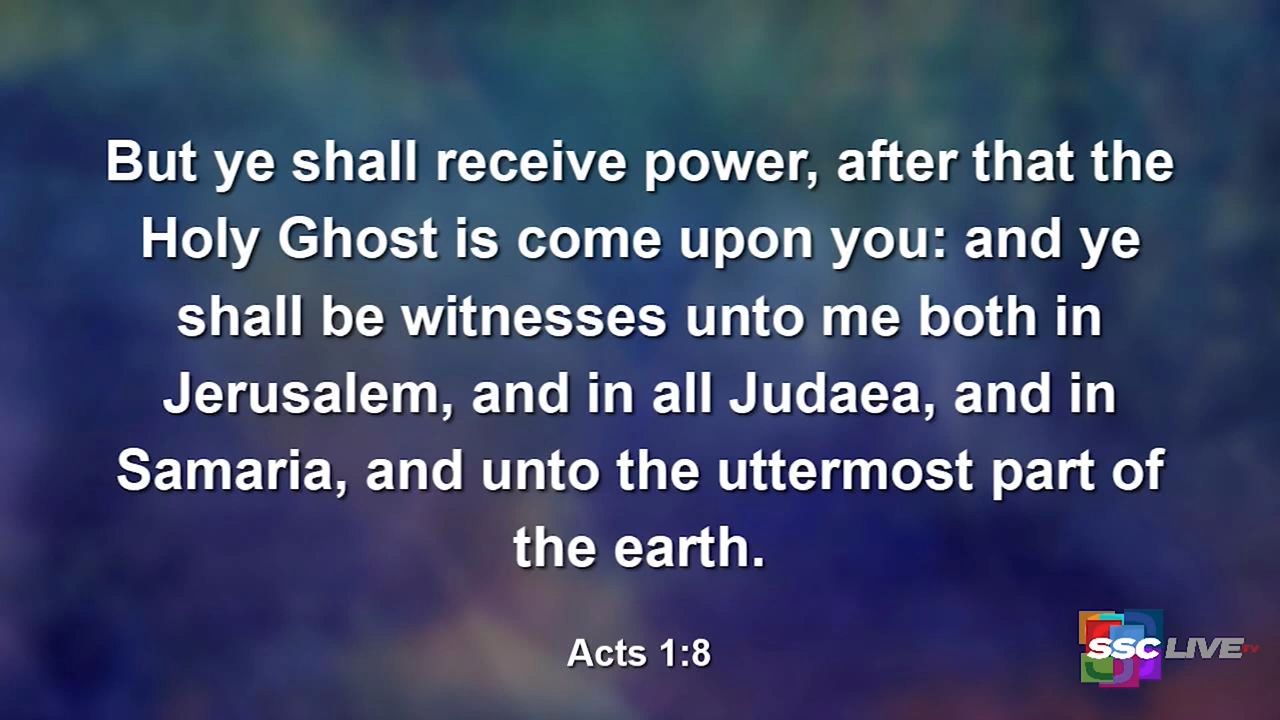 But ye shall receive power, after that the
Holy Ghost is come upon you: and ye
shall be witnesses unto me both in
Jerusalem, and in all Judaea, and in
Samaria, and unto the uttermost part of
the earth.
Acts 1:8
SSC LIVE TV